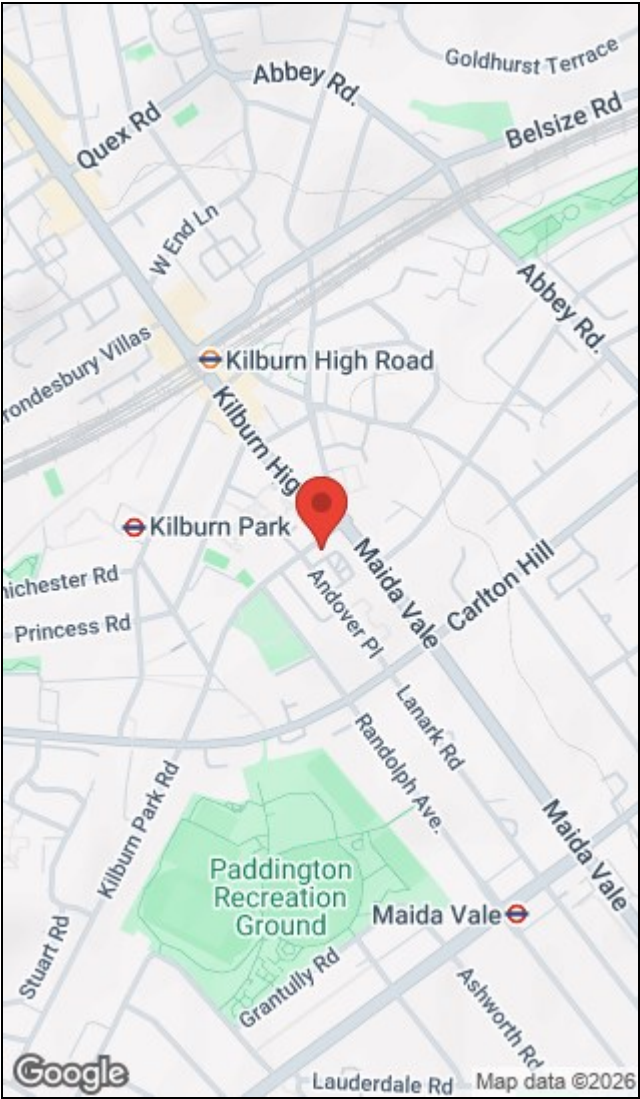 Goldhurst Terrace
Abbey Rd.
Belsize Rd
Quex Rd
W End Ln
Abbey Rd.
rondesbury Villas
Kilburn High Road
Kilburn Hig
Kilburn Park
Maida Vale
Carlton Hill
hichester Rd
Andover Pl
Princess Rd
Lanark Rd
Randolph Ave.
Kilburn Park Rd
Maida Vale
Paddington
Recreation
Ground
Maida Vale
Stuart Rd
Grantully Rd
Ashworth Rd
Google
Lauderdale Rd
Map data ©2026